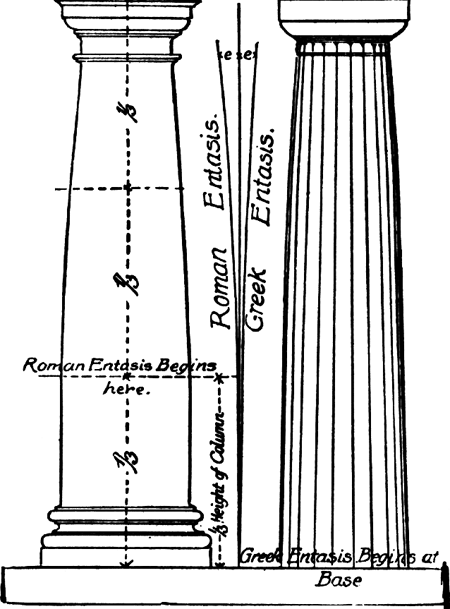 e e
Roman Entasis.
Greek Entasis.
⅓
⅓
Roman Entasis Begins
here.
⅓
⅓ Height of Column
Greek Entasis Begins at
Base